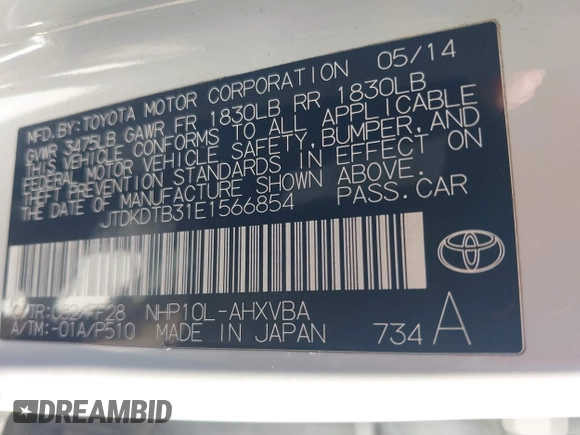 MFD. BY: TOYOTA MOTOR CORPORATION 05/14
GVWR 3475LB GAWR FR 1830LB RR 1830LB
THIS VEHICLE CONFORMS TO ALL APPLICABLE
FEDERAL MOTOR VEHICLE SAFETY, BUMPER, AND
THEFT PREVENTION STANDARDS IN EFFECT ON
THE DATE OF MANUFACTURE SHOWN ABOVE.
JTDKDTB31E1566854 PASS. CAR
C/TR: FF28 NHP10L-AHXVBA
A/TM:-01A/P510 MADE IN JAPAN 734 A
DREAMBID